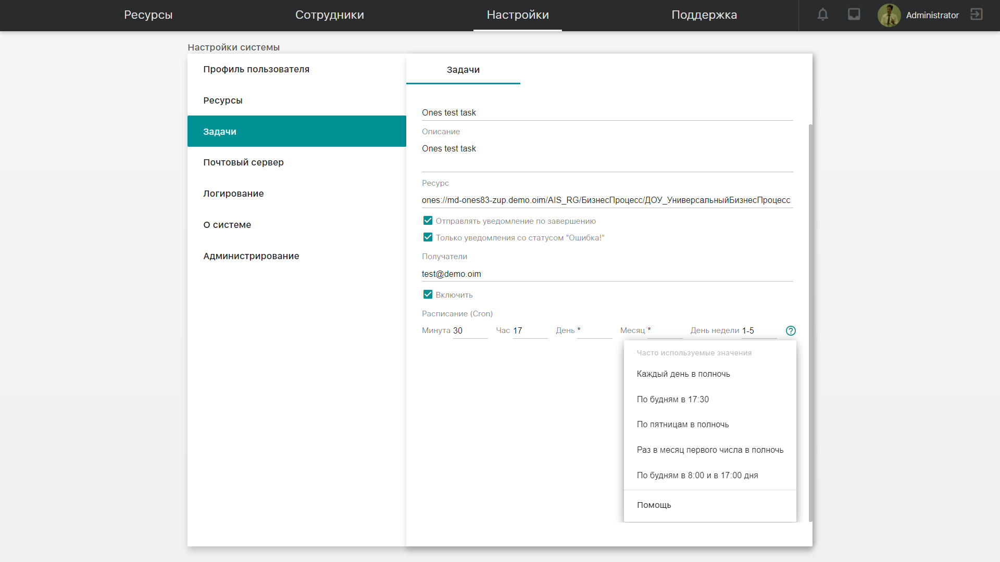 Ресурсы Сотрудники Настройки Поддержка Administrator
Настройки системы
Профиль пользователя
Ресурсы
Задачи
Почтовый сервер
Логирование
О системе
Администрирование
Задачи
Ones test task
Описание
Ones test task
Ресурс
ones://md-ones83-zup.demo.oim/AIS_RG/БизнесПроцесс/ДОУ_УниверсальныйБизнесПроцесс
Отправлять уведомление по завершению
Только уведомления со статусом "Ошибка!"
Получатели
test@demo.oim
Включить
Расписание (Cron)
Минута 30 Час 17 День * Месяц * День недели 1-5 ?
Часто используемые значения
Каждый день в полночь
По будням в 17:30
По пятницам в полночь
Раз в месяц первого числа в полночь
По будням в 8:00 и в 17:00 дня
Помощь